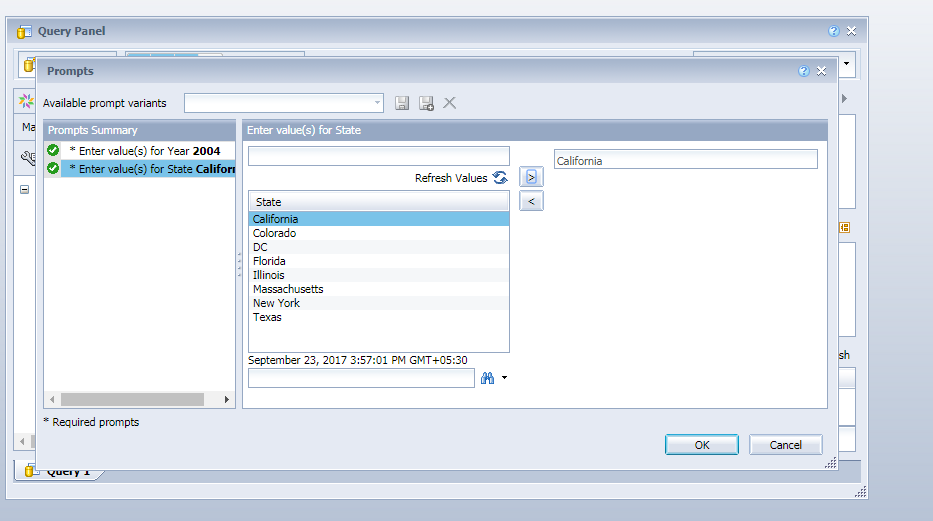 Query Panel
Prompts
Available prompt variants
Ma
Prompts Summary
Enter value(s) for State
* Enter value(s) for Year 2004
* Enter value(s) for State Californ
California
Refresh Values
>
<
State
California
Colorado
DC
Florida
Illinois
Massachusetts
New York
Texas
September 23, 2017 3:57:01 PM GMT+05:30
sh
* Required prompts
OK
Cancel
Query 1